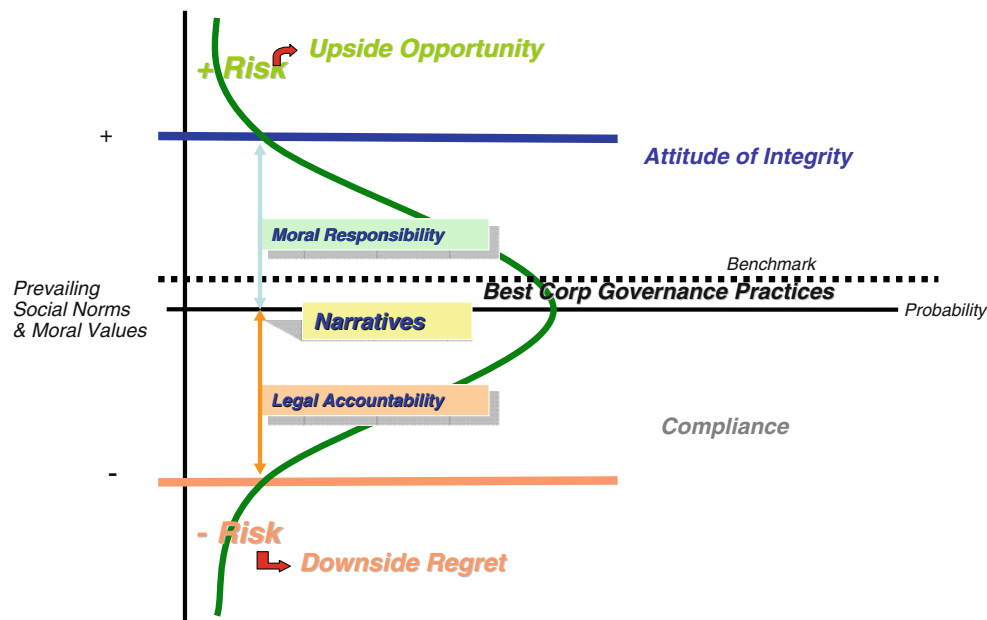 Upside Opportunity
+ Risk
+
Attitude of Integrity
Moral Responsibility
Benchmark
Prevailing
Social Norms
& Moral Values
Best Corp Governance Practices
Probability
Narratives
Legal Accountability
Compliance
-
- Risk
Downside Regret